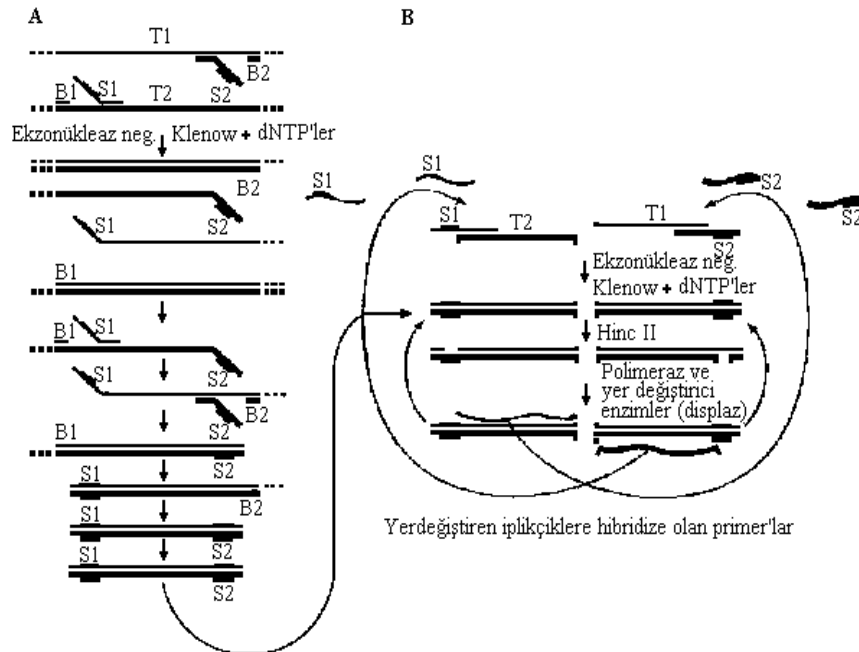 A
T1
B2
B1
S1
T2
S2
Ekzonükleaz neg.
Klenow + dNTP'ler
B2
S2
S1
B1
B1
S1
S2
S1
S2
B2
B1
S2
S1
B2
S1
S2
S1
S2
B
S1
S1
S2
S2
S1
T2
T1
S2
Ekzonükleaz neg.
Klenow + dNTP'ler
Hinc II
Polimeraz ve
yer değiştirici
enzimler (displaz)
Yerdeğiştiren iplikçiklere hibridize olan primer'lar